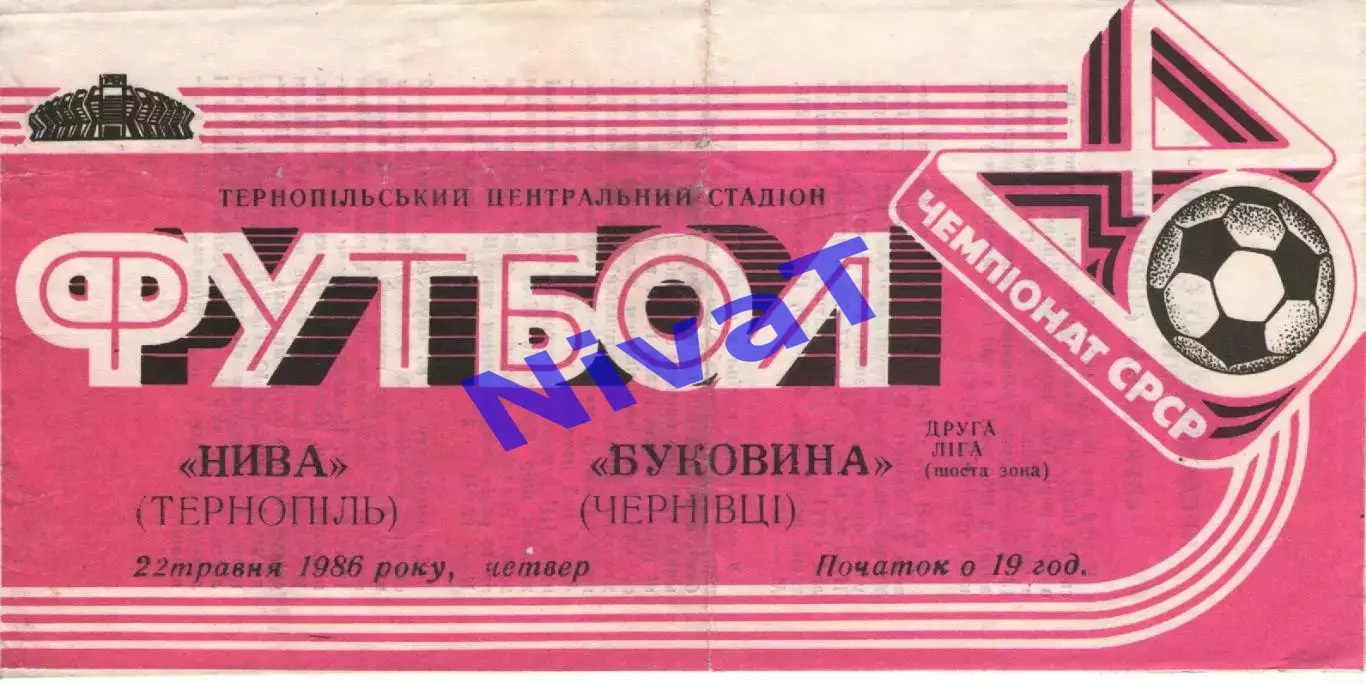 ТЕРНОПІЛЬСЬКИЙ ЦЕНТРАЛЬНИЙ СТАДІОН
ФУТБОЛ
ЧЕМПІОНАТ СРСР
NivaT
«НИВА»
(ТЕРНОПІЛЬ)
«БУКОВИНА»
(ЧЕРНІВЦІ)
ДРУГА
ЛІГА
(шоста зона)
22травня 1986 року, четвер
Початок о 19 год.